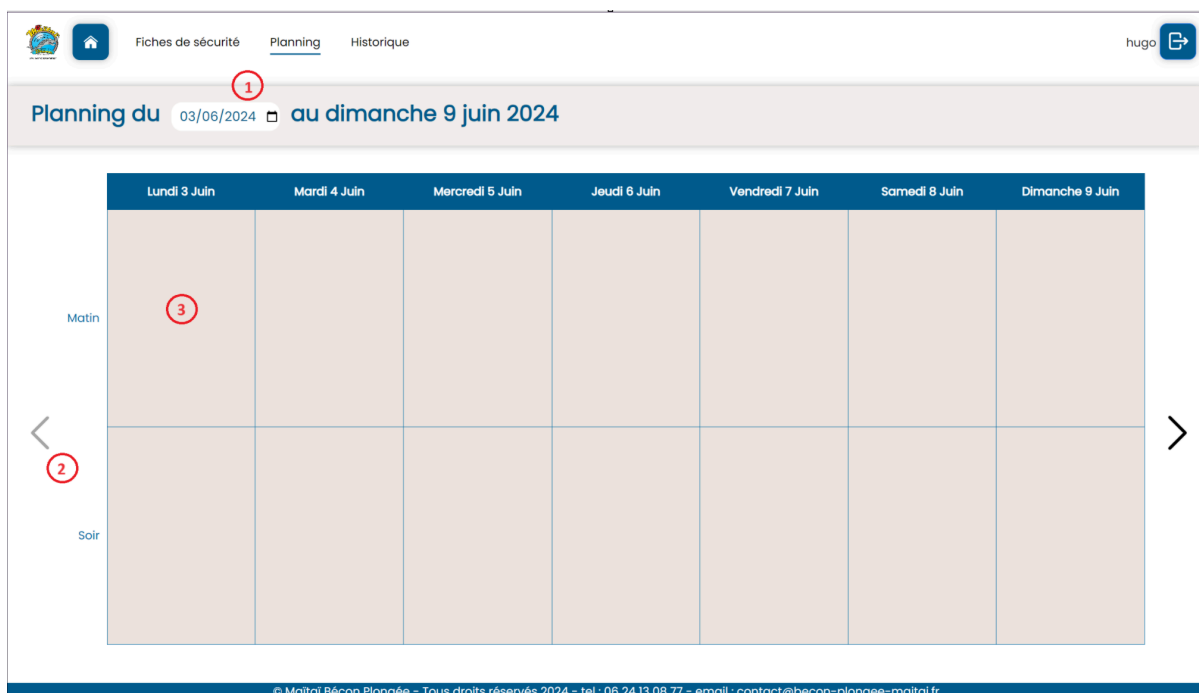 Fiches de sécurité Planning Historique hugo
1
Planning du 03/06/2024 au dimanche 9 juin 2024
Lundi 3 Juin Mardi 4 Juin Mercredi 5 Juin Jeudi 6 Juin Vendredi 7 Juin Samedi 8 Juin Dimanche 9 Juin
3
Matin
2
Soir
© Maïtaï Bécon Plongée - Tous droits réservés 2024 - tel : 06 24 13 08 77 - email : contact@becon-plongee-maitai.fr